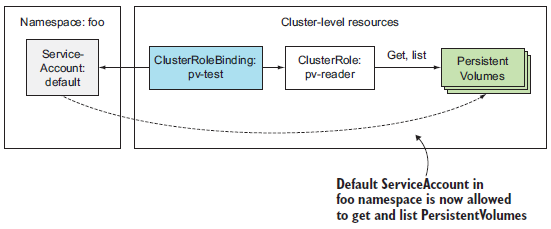 Namespace: foo
Cluster-level resources
Service-
Account:
default
ClusterRoleBinding:
pv-test
ClusterRole:
pv-reader
Get, list
Persistent
Volumes
Default ServiceAccount in
foo namespace is now allowed
to get and list PersistentVolumes